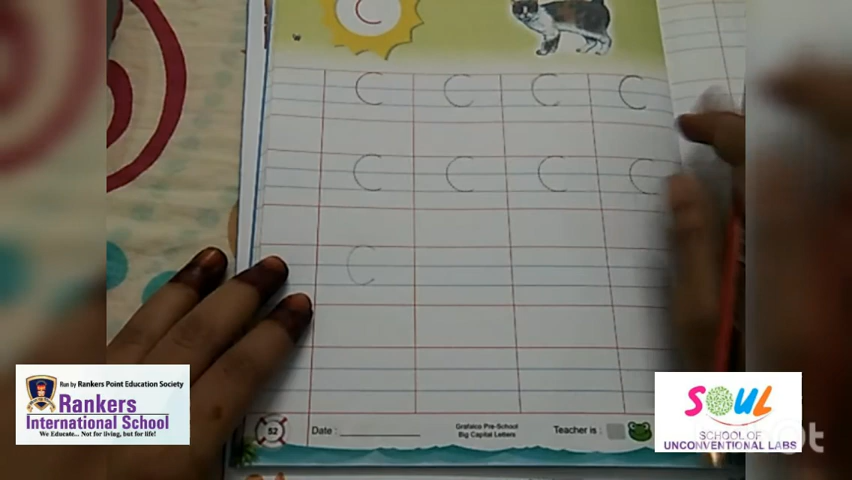 C
C C C C
C C C C
C
52
Date :
Grafalco Pre-School
Big Capital Letters
Teacher is :
Run by Rankers Point Education Society
Rankers
International School
We Educate... Not for living, but for life!
SOUL
SCHOOL OF
UNCONVENTIONAL LABS